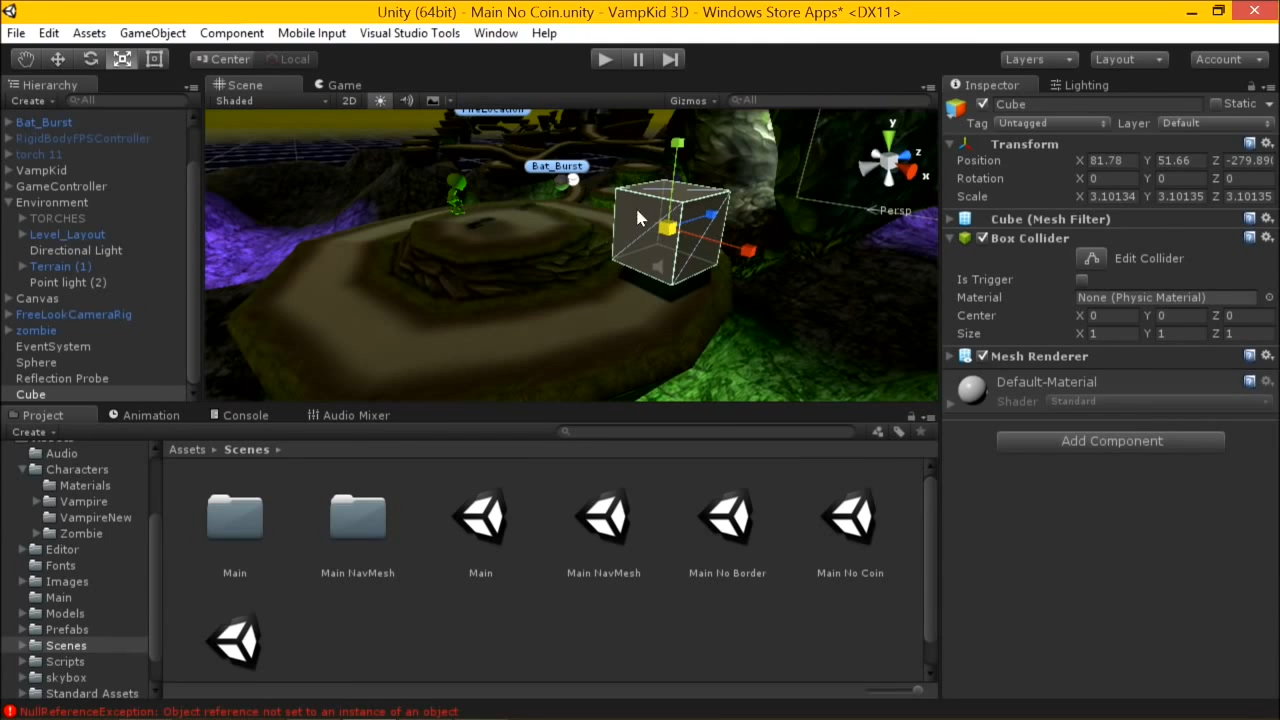 Unity (64bit) - Main No Coin.unity - VampKid 3D - Windows Store Apps* <DX11>
File Edit Assets GameObject Component Mobile Input Visual Studio Tools Window Help
Center Local Layers Layout Account
Hierarchy
Create All
Bat_Burst
RigidBodyFPSController
torch 11
VampKid
GameController
Environment
TORCHES
Level_Layout
Directional Light
Terrain (1)
Point light (2)
Canvas
FreeLookCameraRig
zombie
EventSystem
Sphere
Reflection Probe
Cube
Scene Game
Shaded 2D Gizmos All
FireLocation
Bat_Burst
y
z
x
Persp
Inspector Lighting
Cube Static
Tag Untagged Layer Default
Transform
Position X 81.78 Y 51.66 Z -279.890
Rotation X 0 Y 0 Z 0
Scale X 3.10134 Y 3.10135 Z 3.10135
Cube (Mesh Filter)
Box Collider
Edit Collider
Is Trigger
Material None (Physic Material)
Center X 0 Y 0 Z 0
Size X 1 Y 1 Z 1
Mesh Renderer
Default-Material
Shader Standard
Add Component
Project Animation Console Audio Mixer
Create
Audio
Characters
Materials
Vampire
VampireNew
Zombie
Editor
Fonts
Images
Main
Models
Prefabs
Scenes
Scripts
skybox
Standard Assets
Assets Scenes
Main Main NavMesh Main Main NavMesh Main No Border Main No Coin
NullReferenceException: Object reference not set to an instance of an object